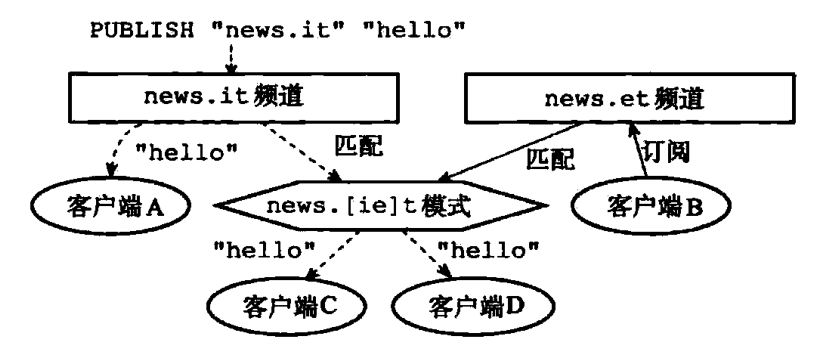 PUBLISH "news.it" "hello"
news.it频道
news.et频道
"hello"
匹配
匹配
订阅
客户端A
news.[ie]t模式
客户端B
"hello"
"hello"
客户端C
客户端D